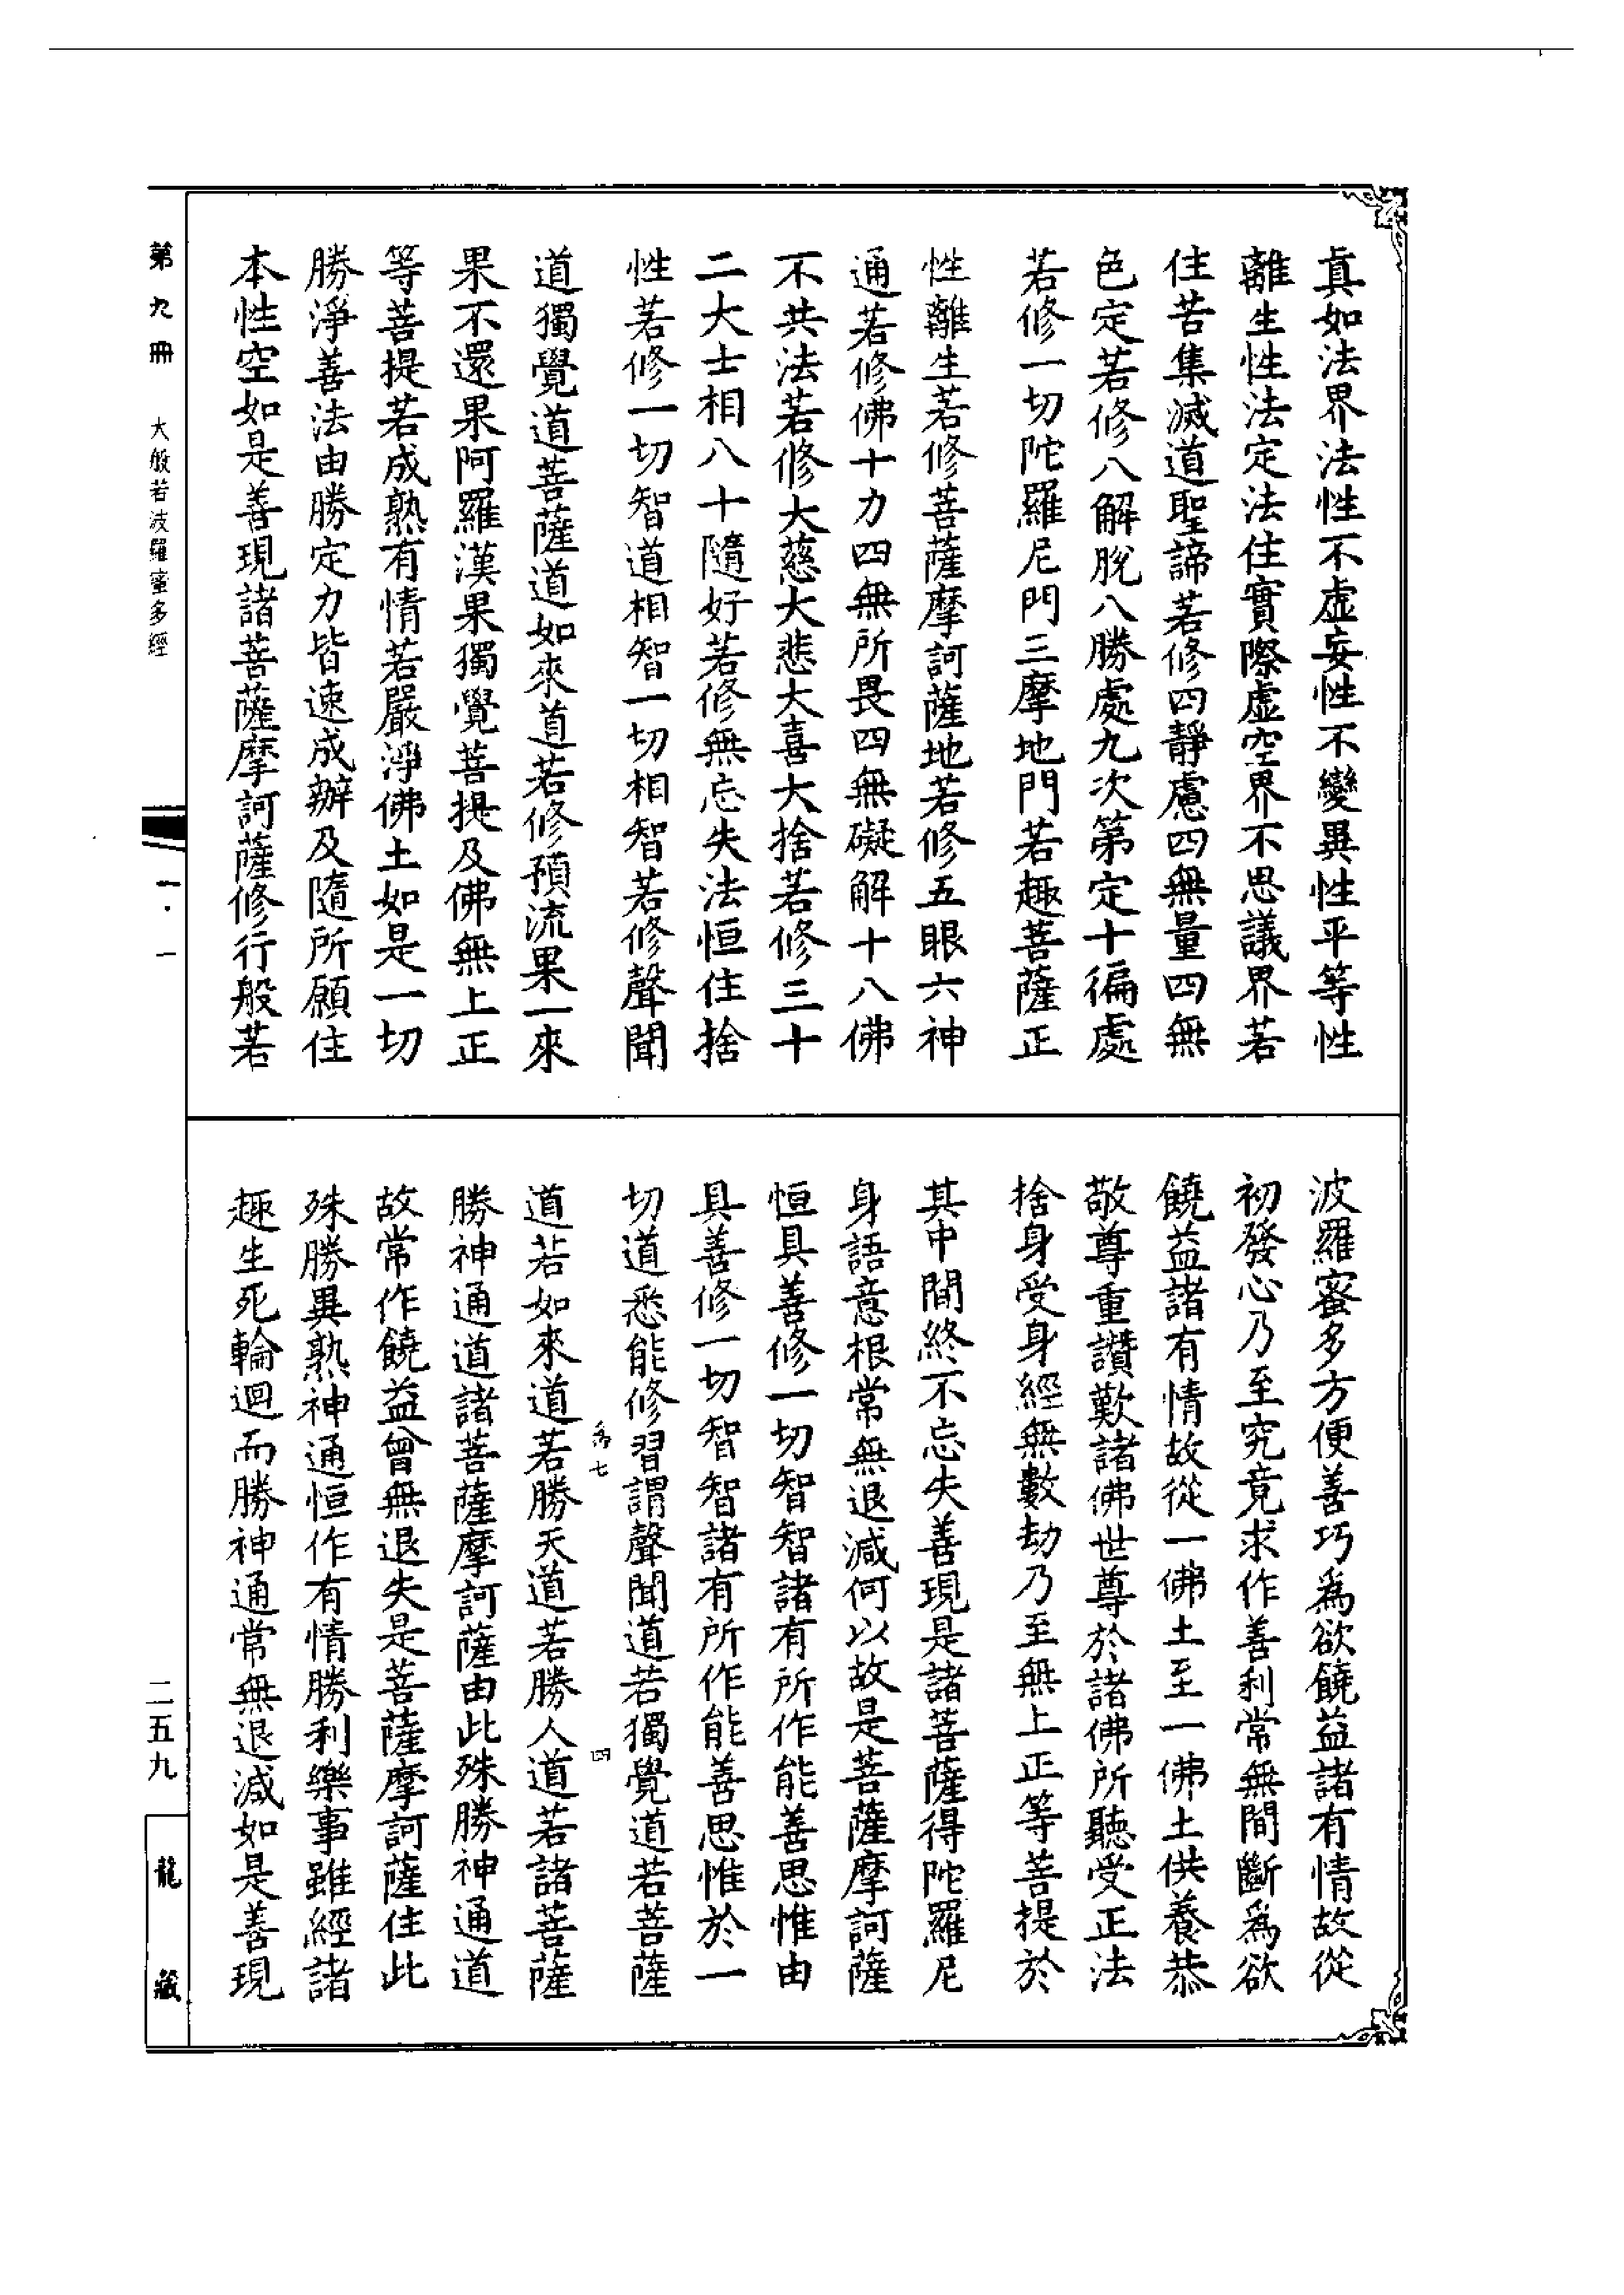 真如法界法性不虛妄性不變異性平等性
離生性法定法住實際虛空界不思議界若
住苦集滅道聖諦若修四靜慮四無量四無
色定若修八解脫八勝處九次第定十徧處
若修一切陀羅尼門三摩地門若趣菩薩正
性離生若修菩薩摩訶薩地若修五眼六神
通若修佛十力四無所畏四無礙解十八佛
不共法若修大慈大悲大喜大捨若修三十
二大士相八十隨好若修無忘失法恒住捨
性若修一切智道相智一切相智若修聲聞
道獨覺道菩薩道如來道若修預流果一來
果不還果阿羅漢果獨覺菩提及佛無上正
等菩提若成熟有情若嚴淨佛土如是一切
勝淨善法由勝定力皆速成辦及隨所願住
本性空如是善現諸菩薩摩訶薩修行般若
波羅蜜多方便善巧爲欲饒益諸有情故從
初發心乃至究竟求作善利常無間斷爲欲
饒益諸有情故從一佛土至一佛土供養恭
敬尊重讚歎諸佛世尊於諸佛所聽受正法
捨身受身經無數劫乃至無上正等菩提於
其中間終不忘失善現是諸菩薩得陀羅尼
身語意根常無退減何以故是菩薩摩訶薩
恒具善修一切智智諸有所作能善思惟由
具善修一切智智諸有所作能善思惟於一
切道悉能修習謂聲聞道若獨覺道若菩薩
爲七
四
道若如來道若勝天道若勝人道若諸菩薩
勝神通道諸菩薩摩訶薩由此殊勝神通道
故常作饒益曾無退失是菩薩摩訶薩住此
殊勝異熟神通恒作有情勝利樂事雖經諸
趣生死輪迴而勝神通常無退減如是善現
第九冊
大般若波羅蜜多經
一·一
二五九
龍藏